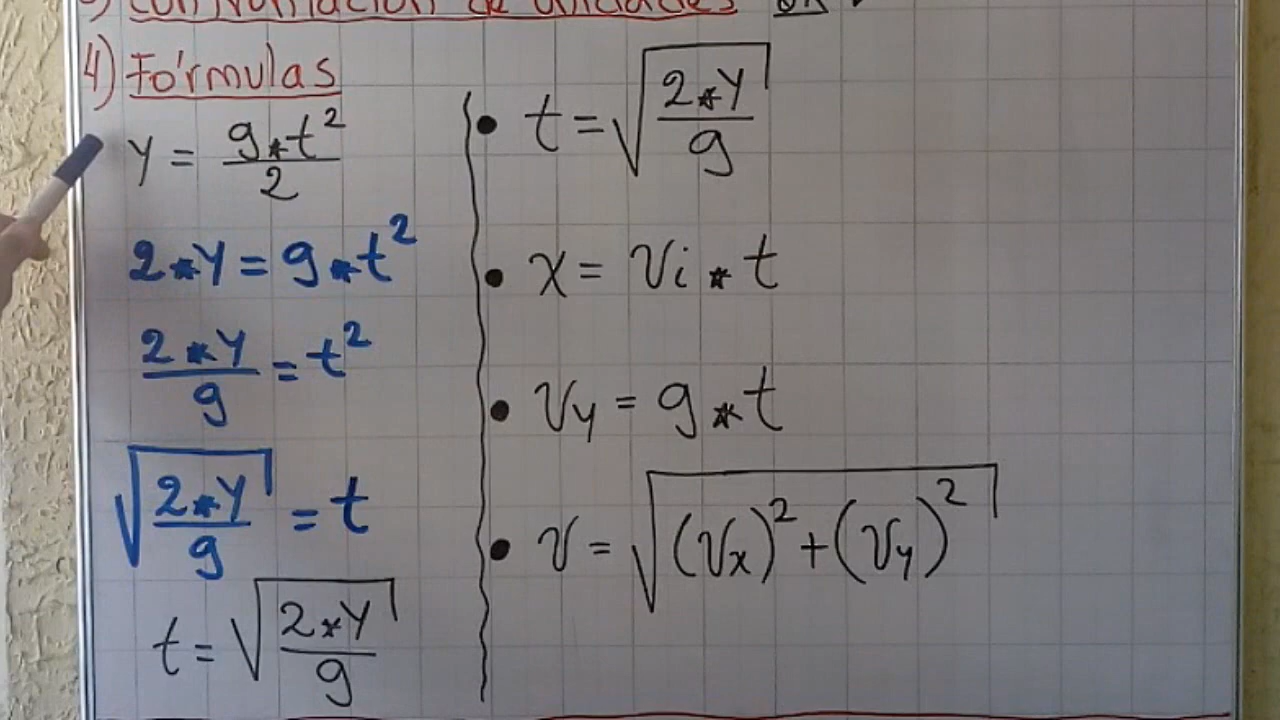 4) Fórmulas
y = g*t² / 2
2*y = g*t²
2*y / g = t²
√(2*y / g) = t
t = √(2*y / g)
• t = √(2*y / g)
• x = vi * t
• vy = g*t
• v = √((vx)² + (vy)²)